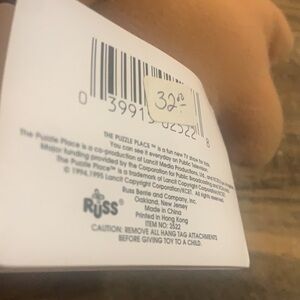 32
0 39915 02522 8
THE PUZZLE PLACE™ is a fun new TV show for kids.
You can see it everyday on Public Television.
The Puzzle Place is a co-production of Lancit Media Productions, Ltd., and KCET/
Major funding provided by the Corporation for Public Broadcasting and
The Puzzle Place™ is a trademark of Lancit Copyright Corporation/KCET.
© 1994, 1995 Lancit Copyright Corporation/KCET. All rights reserved.
RUSS®
Russ Berrie and Company, Inc.
Oakland, New Jersey
Made in China
Printed in Hong Kong
ITEM NO: 2522
CAUTION: REMOVE ALL HANG TAG ATTACHMENTS
BEFORE GIVING TOY TO A CHILD.